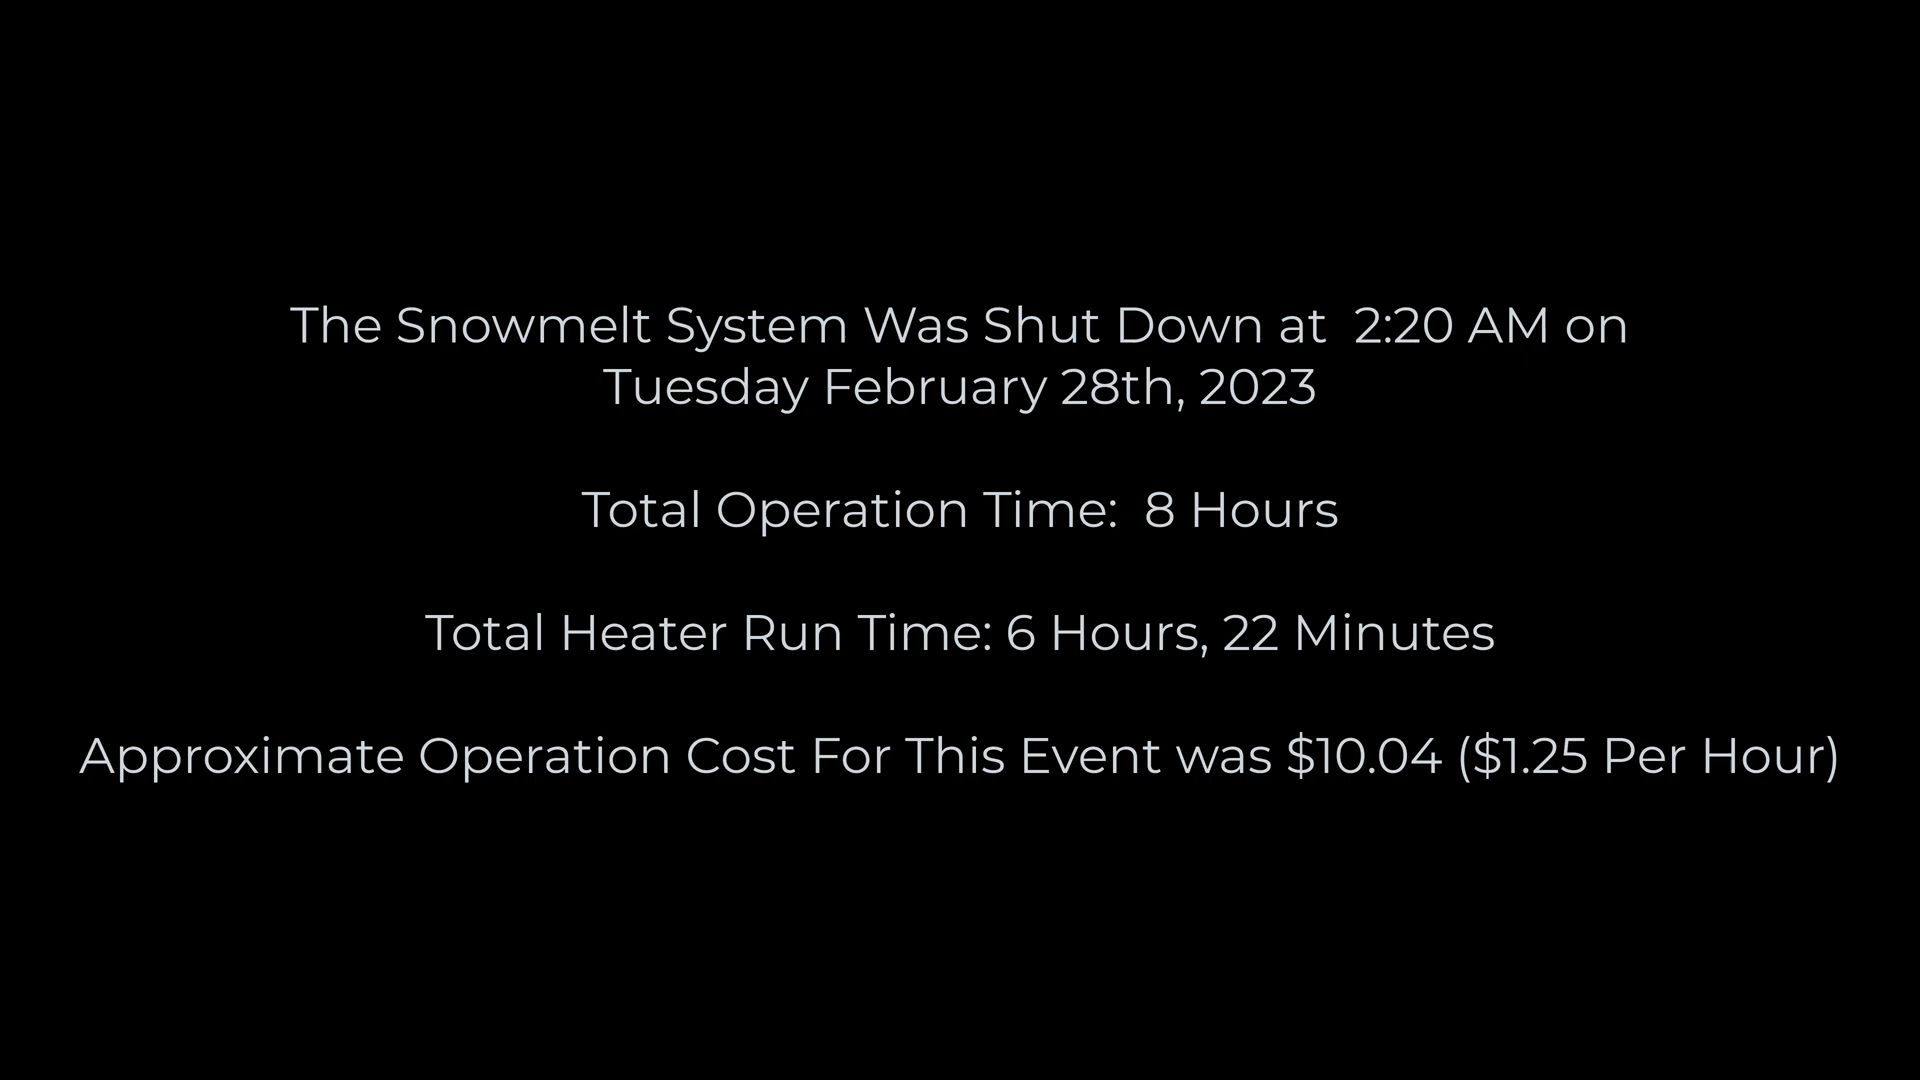 The Snowmelt System Was Shut Down at  2:20 AM on
Tuesday February 28th, 2023
Total Operation Time:  8 Hours
Total Heater Run Time: 6 Hours, 22 Minutes
Approximate Operation Cost For This Event was $10.04 ($1.25 Per Hour)